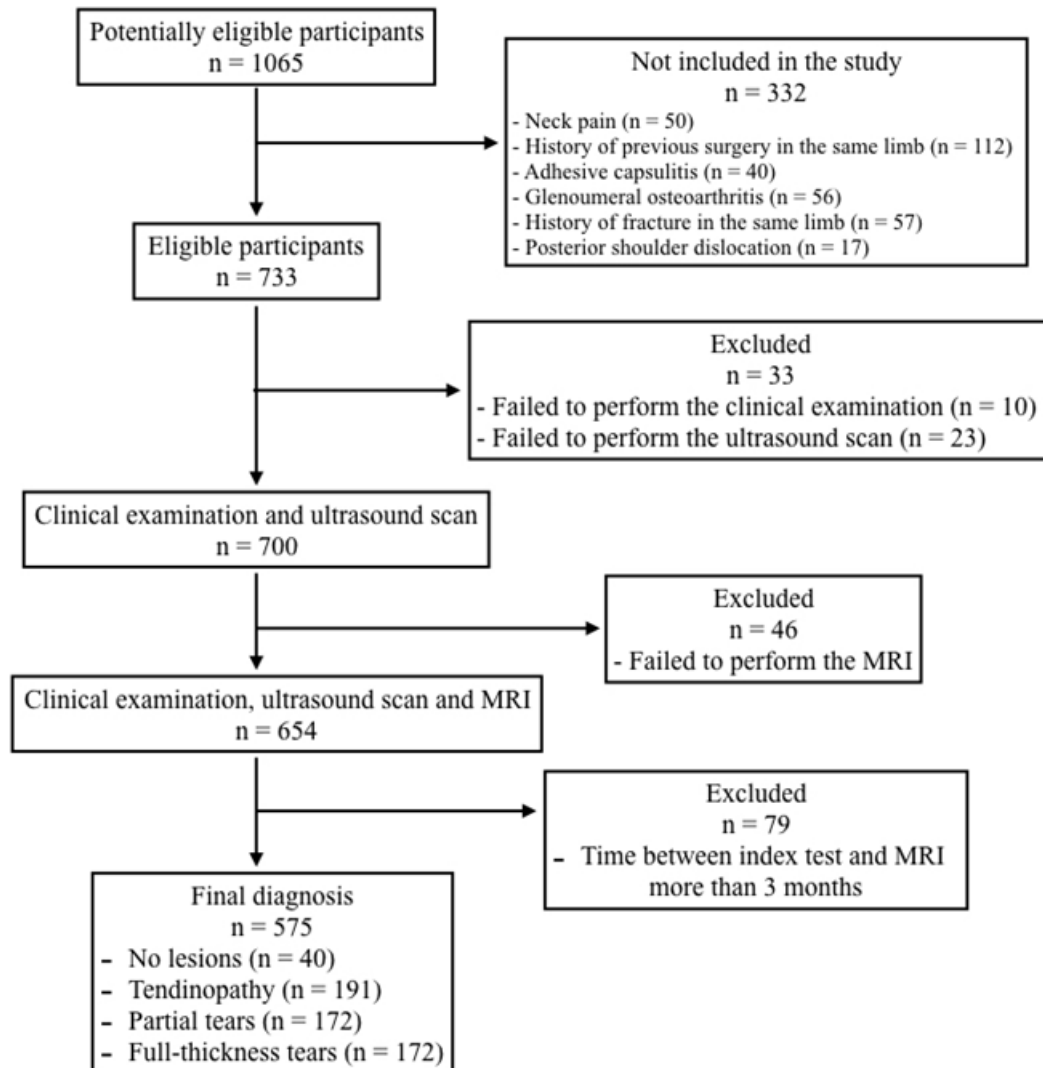 Potentially eligible participants
n = 1065
Not included in the study
n = 332
- Neck pain (n = 50)
- History of previous surgery in the same limb (n = 112)
- Adhesive capsulitis (n = 40)
- Glenoumeral osteoarthritis (n = 56)
- History of fracture in the same limb (n = 57)
- Posterior shoulder dislocation (n = 17)
Eligible participants
n = 733
Excluded
n = 33
- Failed to perform the clinical examination (n = 10)
- Failed to perform the ultrasound scan (n = 23)
Clinical examination and ultrasound scan
n = 700
Excluded
n = 46
- Failed to perform the MRI
Clinical examination, ultrasound scan and MRI
n = 654
Excluded
n = 79
- Time between index test and MRI
more than 3 months
Final diagnosis
n = 575
- No lesions (n = 40)
- Tendinopathy (n = 191)
- Partial tears (n = 172)
- Full-thickness tears (n = 172)